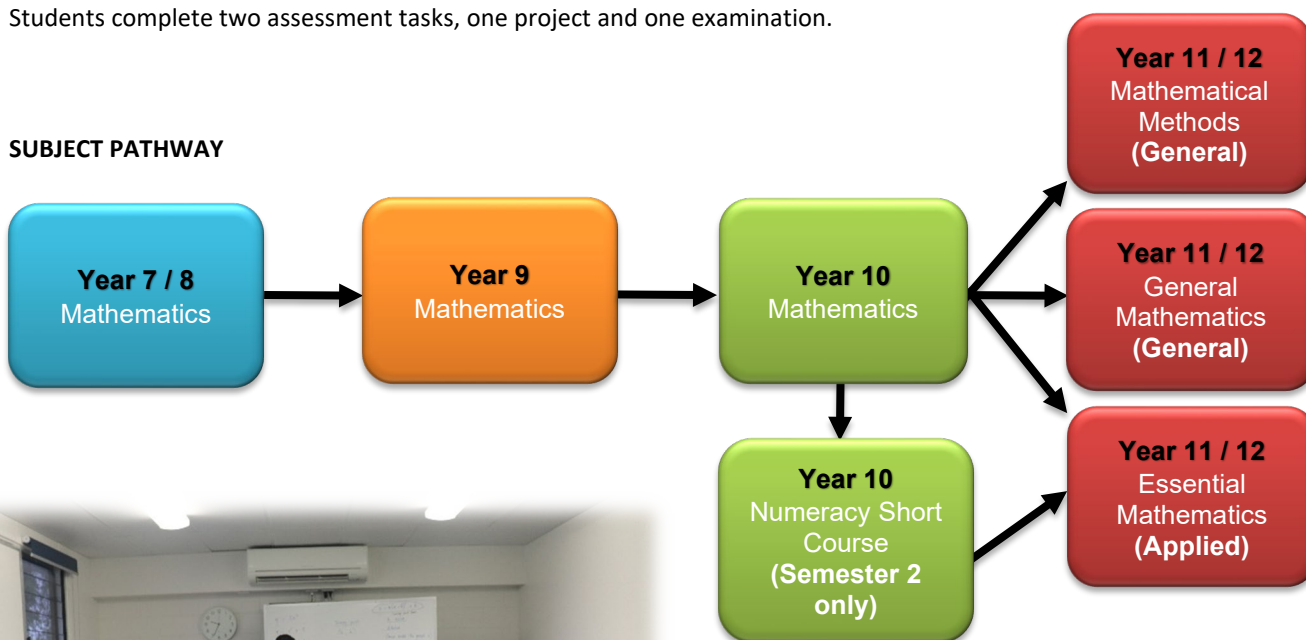 Students complete two assessment tasks, one project and one examination.
SUBJECT PATHWAY
Year 7 / 8
Mathematics
Year 9
Mathematics
Year 10
Mathematics
Year 10
Numeracy Short
Course
(Semester 2
only)
Year 11 / 12
Mathematical
Methods
(General)
Year 11 / 12
General
Mathematics
(General)
Year 11 / 12
Essential
Mathematics
(Applied)